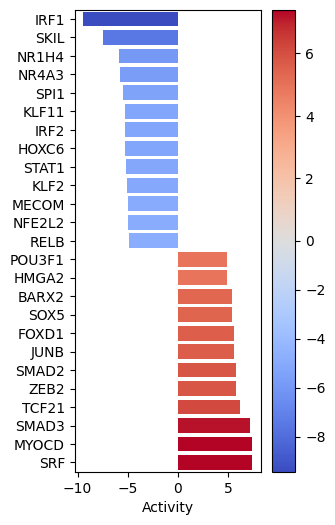 IRF1
SKIL
NR1H4
NR4A3
SPI1
KLF11
IRF2
HOXC6
STAT1
KLF2
MECOM
NFE2L2
RELB
POU3F1
HMGA2
BARX2
SOX5
FOXD1
JUNB
SMAD2
ZEB2
TCF21
SMAD3
MYOCD
SRF
−10 −5 0 5
Activity
6
4
2
0
−2
−4
−6
−8